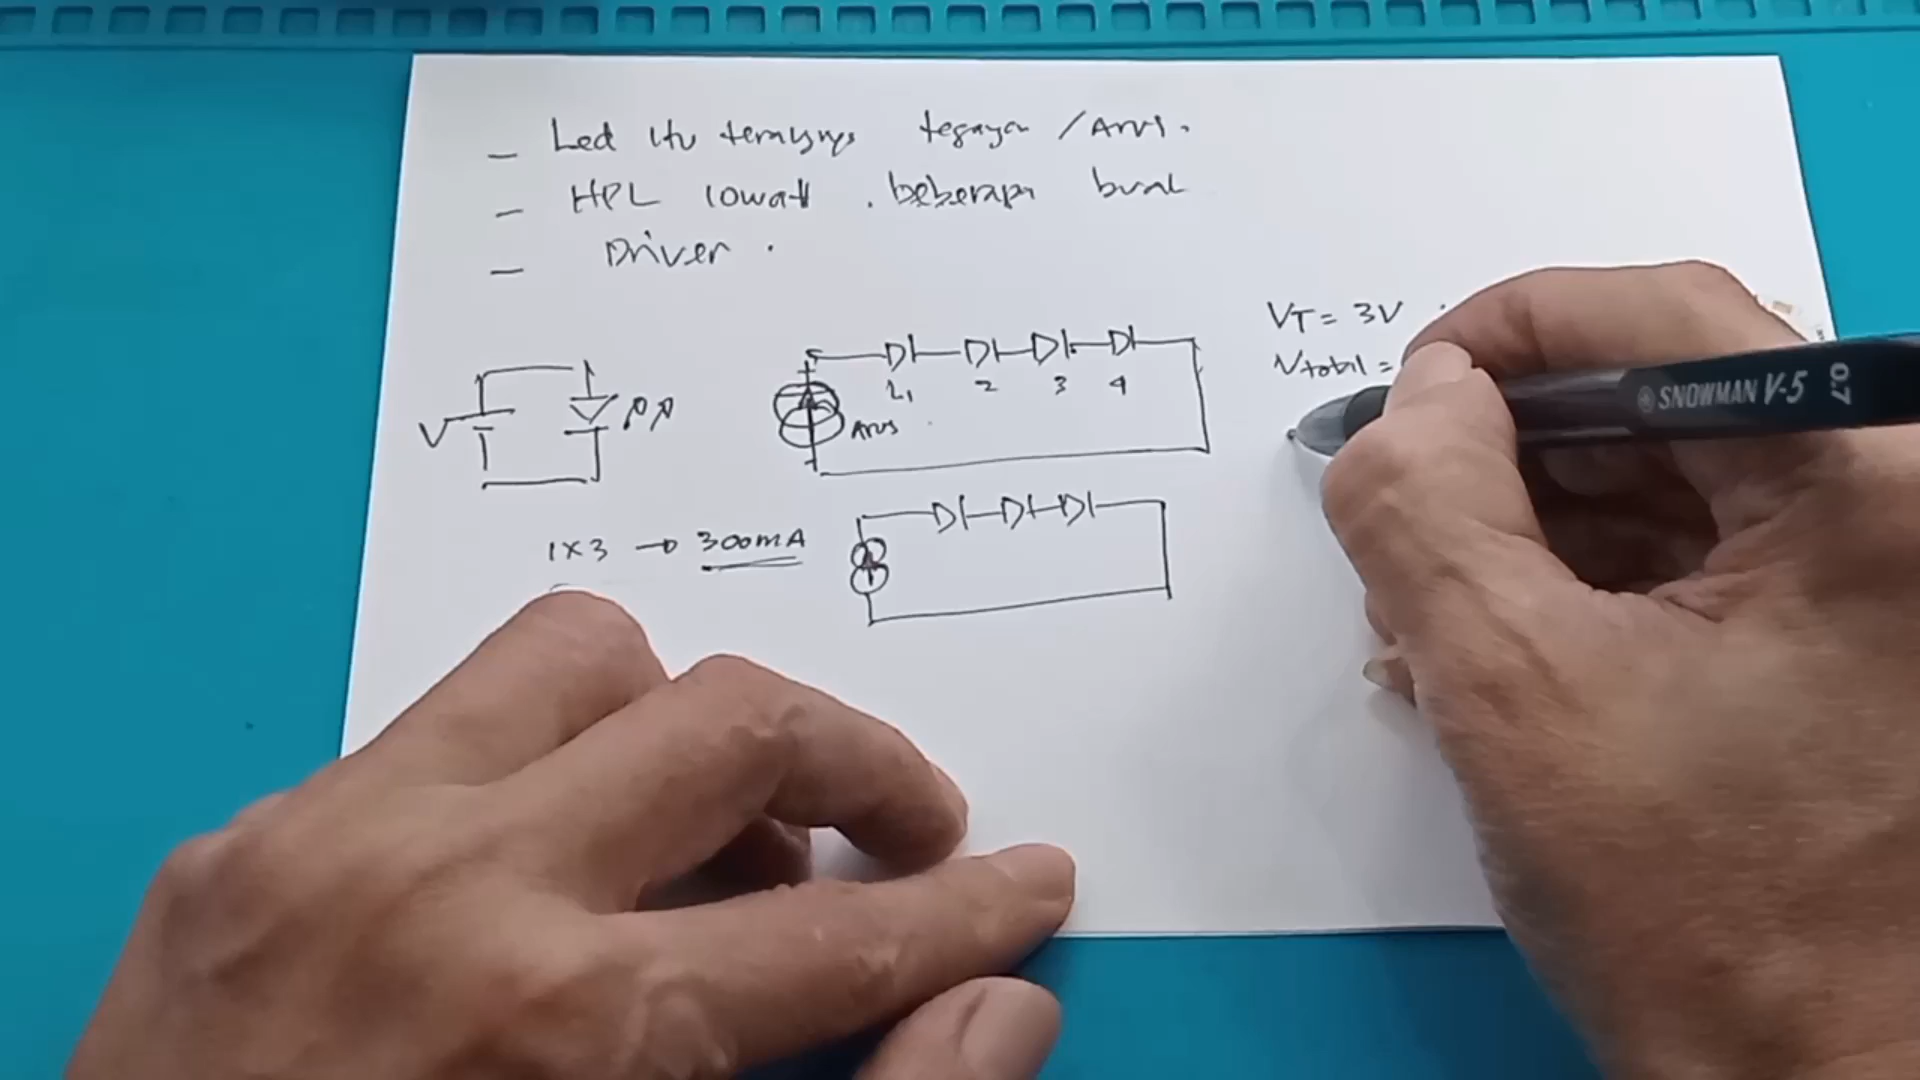 - Led itu ternyata tegangan / Arus.
- HPL 10watt . beberapa buah
- Driver .
VT = 3V
Vtotal =
L1 2 3 4
V
Arus
1x3 → 300mA
SNOWMAN V-5 0.7